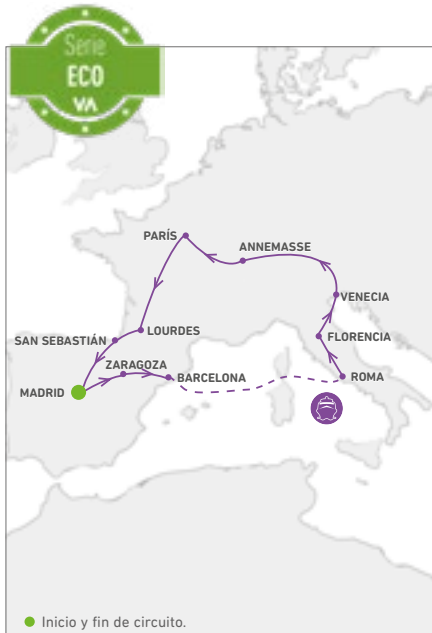 Serie
ECO
VA
PARÍS
ANNEMASSE
VENECIA
LOURDES
SAN SEBASTIÁN
FLORENCIA
ZARAGOZA
BARCELONA
ROMA
MADRID
Inicio y fin de circuito.